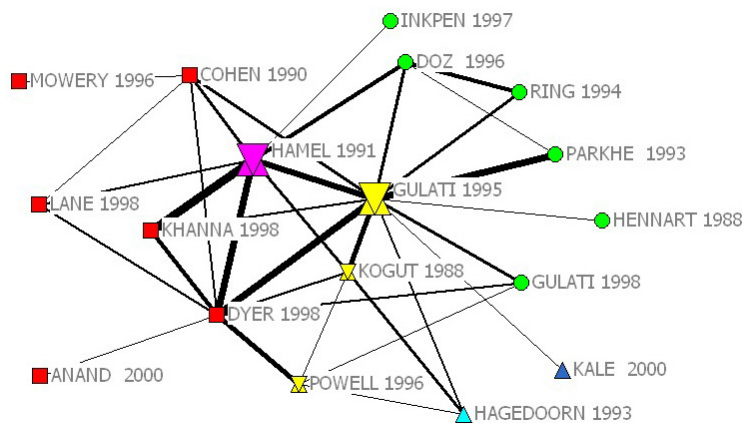 INKPEN 1997
DOZ 1996
COHEN 1990
MOWERY 1996
RING 1994
HAMEL 1991
PARKHE 1993
GULATI 1995
LANE 1998
HENNART 1988
KHANNA 1998
KOGUT 1988
GULATI 1998
DYER 1998
ANAND 2000
KALE 2000
POWELL 1996
HAGEDOORN 1993